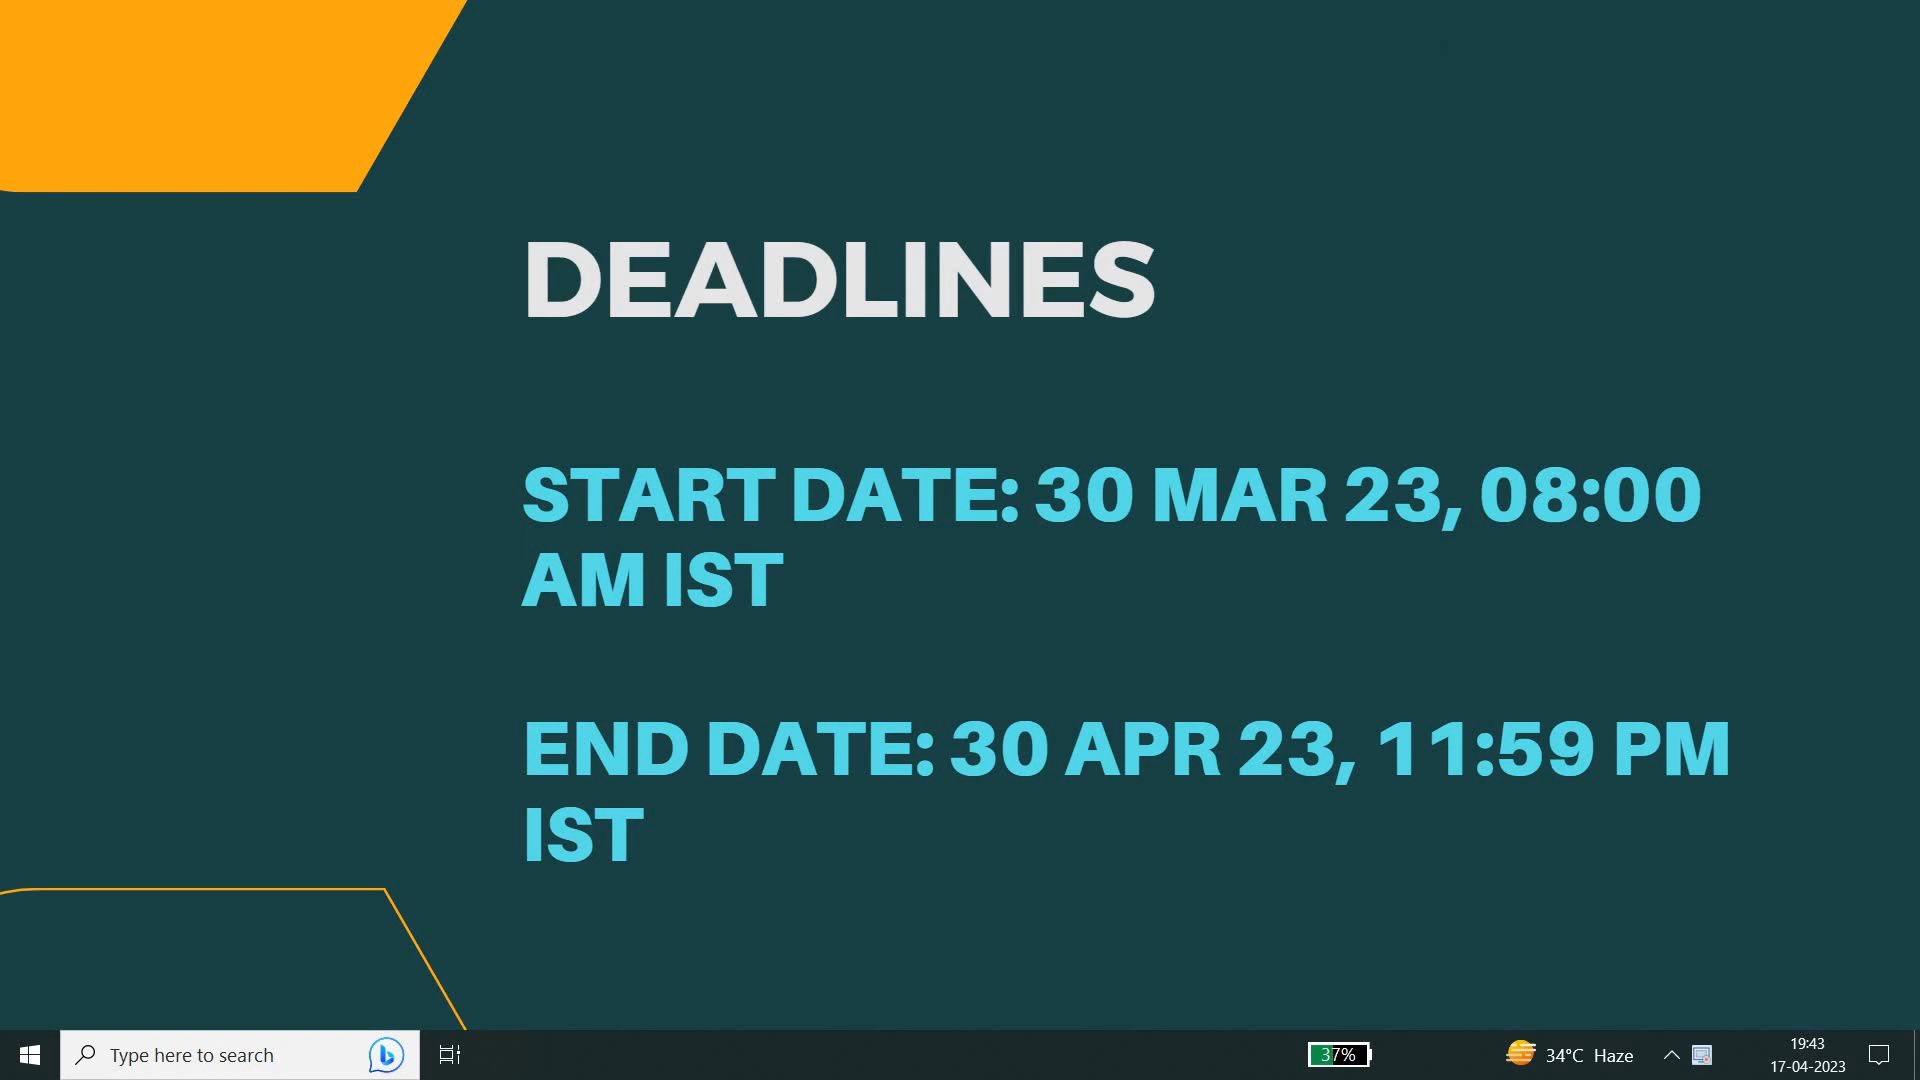 DEADLINES
START DATE: 30 MAR 23, 08:00
AM IST
END DATE: 30 APR 23, 11:59 PM
IST
Type here to search
37%
34°C Haze
19:43
17-04-2023